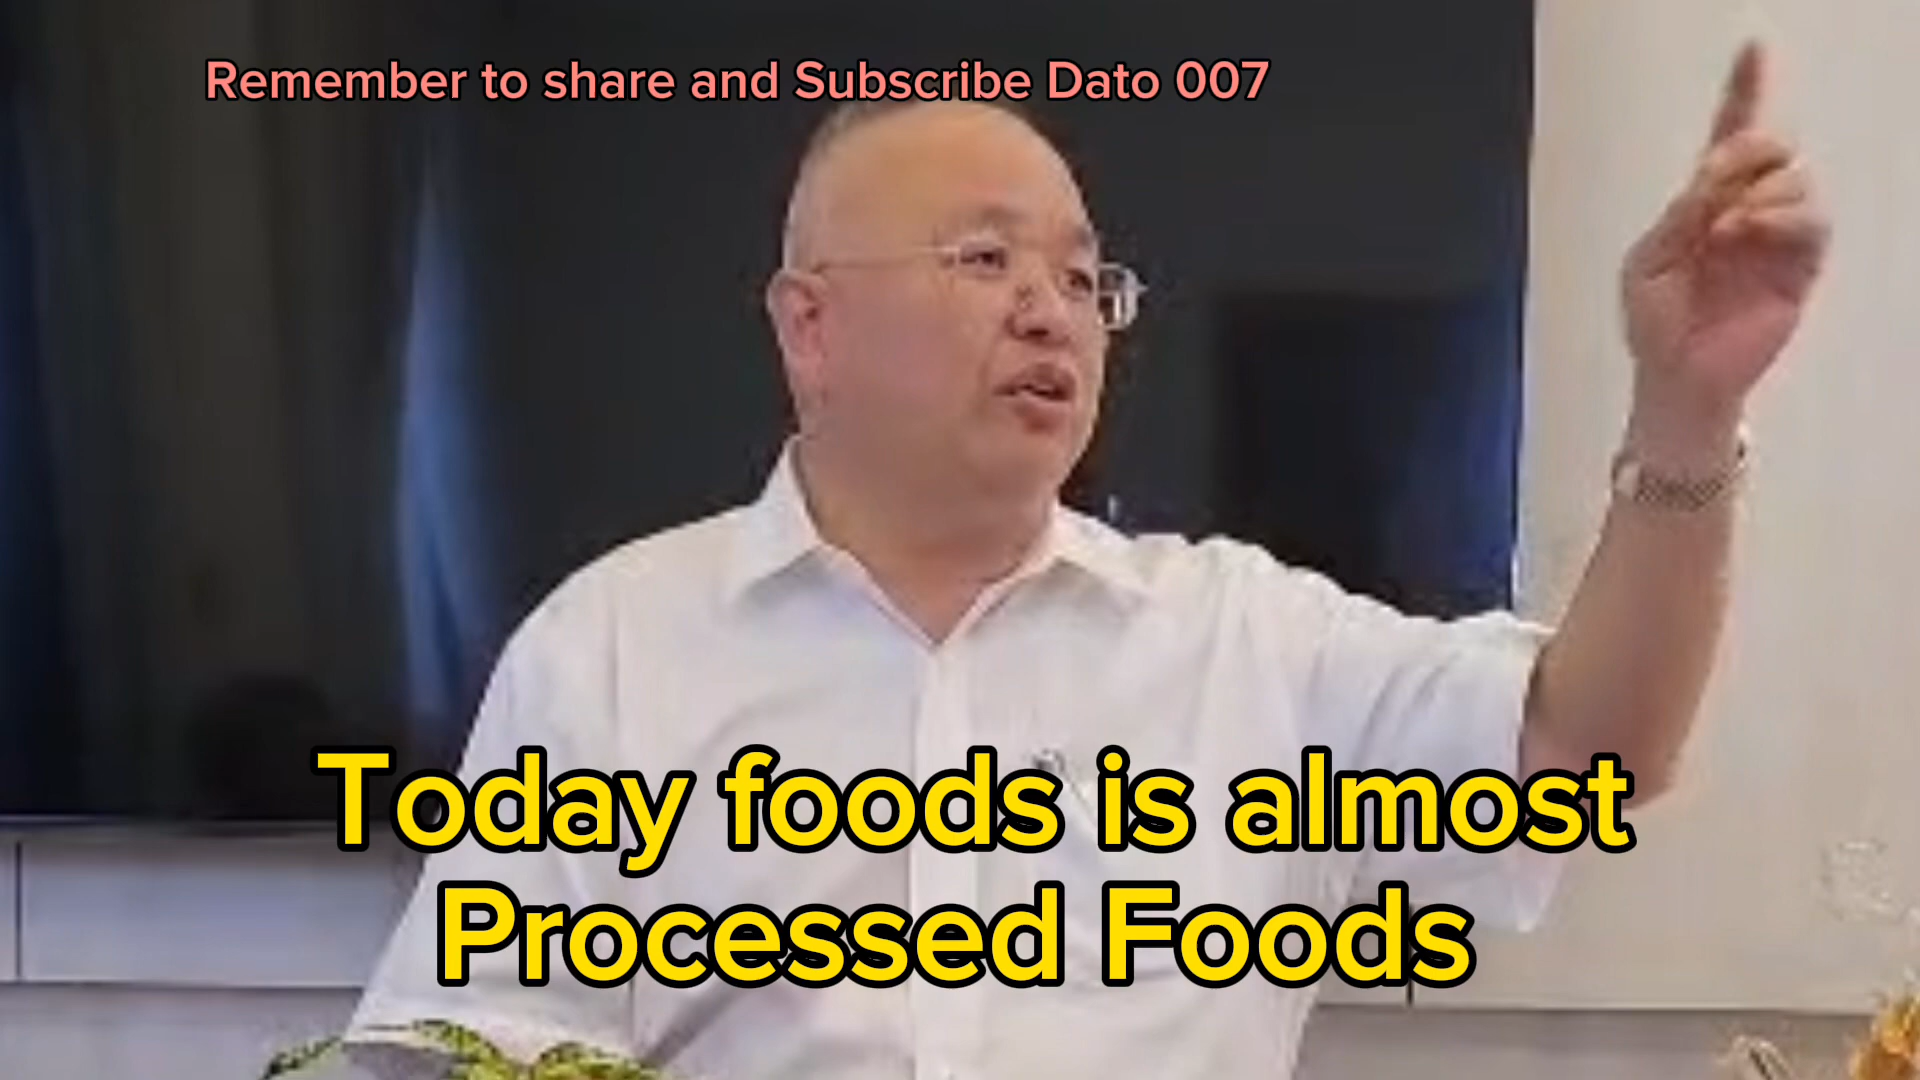 Remember to share and Subscribe Dato 007
Today foods is almost
Processed Foods